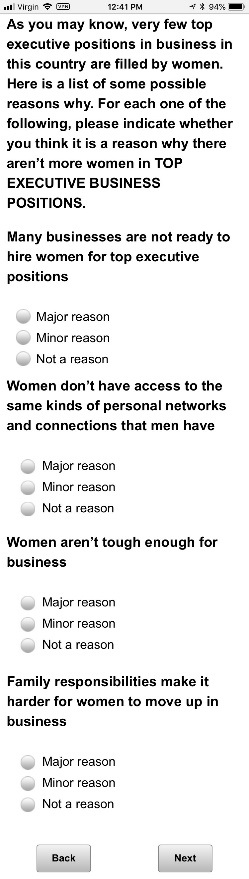 Virgin VPN 12:41 PM 94%
As you may know, very few top
executive positions in business in
this country are filled by women.
Here is a list of some possible
reasons why. For each one of the
following, please indicate whether
you think it is a reason why there
aren't more women in TOP
EXECUTIVE BUSINESS
POSITIONS.
Many businesses are not ready to
hire women for top executive
positions
Major reason
Minor reason
Not a reason
Women don't have access to the
same kinds of personal networks
and connections that men have
Major reason
Minor reason
Not a reason
Women aren't tough enough for
business
Major reason
Minor reason
Not a reason
Family responsibilities make it
harder for women to move up in
business
Major reason
Minor reason
Not a reason
Back Next